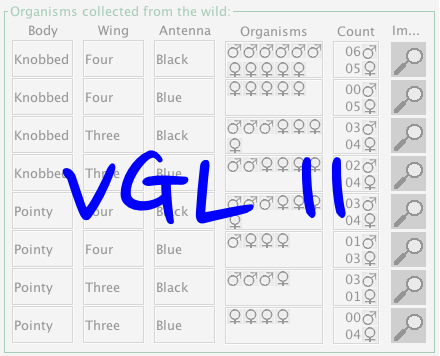 Organisms collected from the wild:
Body Wing Antenna Organisms Count Im...
Knobbed Four Black ♂♂♂♂♂♂ 06♂
♀♀♀♀♀ 05♀
Knobbed Four Blue ♀♀♀♀♀ 00♂
05♀
Knobbed Three Black ♂♂♂♀♀♀ 03♂
♀ 04♀
Knobbed Three Blue ♂♂♀♀♀♀ 02♂
04♀
VGL II
Pointy Four Black ♂♂♂♀♀♀ 03♂
♀ 04♀
Pointy Four Blue ♂♀♀♀ 01♂
03♀
Pointy Three Black ♂♂♂♀ 03♂
01♀
Pointy Three Blue ♀♀♀♀ 00♂
04♀